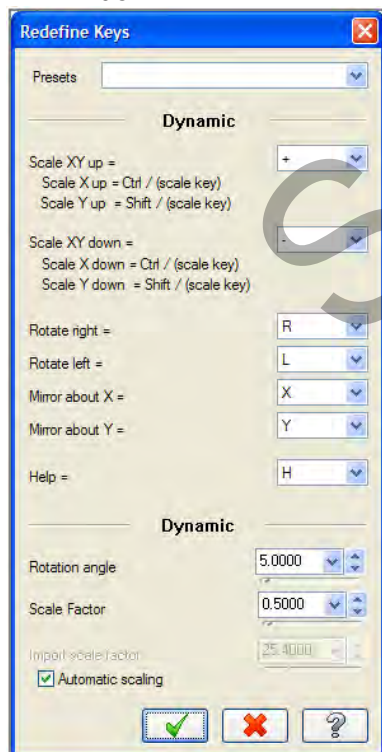 Redefine Keys
Presets
Dynamic
Scale XY up = +
Scale X up = Ctrl / (scale key)
Scale Y up = Shift / (scale key)
Scale XY down = -
Scale X down = Ctrl / (scale key)
Scale Y down = Shift / (scale key)
Rotate right = R
Rotate left = L
Mirror about X = X
Mirror about Y = Y
Help = H
Dynamic
Rotation angle 5.0000
Scale Factor 0.5000
Import scale factor 25.4000
Automatic scaling